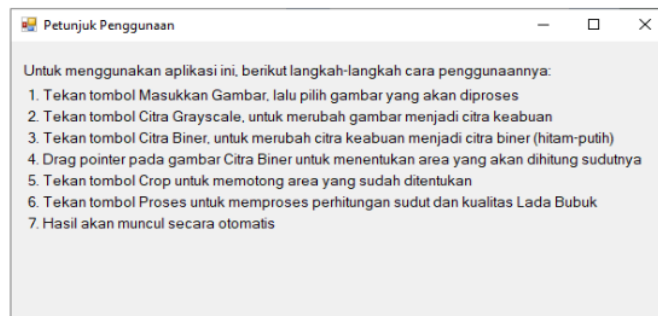 Petunjuk Penggunaan
Untuk menggunakan aplikasi ini, berikut langkah-langkah cara penggunaannya:
1. Tekan tombol Masukkan Gambar, lalu pilih gambar yang akan diproses
2. Tekan tombol Citra Grayscale, untuk merubah gambar menjadi citra keabuan
3. Tekan tombol Citra Biner, untuk merubah citra keabuan menjadi citra biner (hitam-putih)
4. Drag pointer pada gambar Citra Biner untuk menentukan area yang akan dihitung sudutnya
5. Tekan tombol Crop untuk memotong area yang sudah ditentukan
6. Tekan tombol Proses untuk memproses perhitungan sudut dan kualitas Lada Bubuk
7. Hasil akan muncul secara otomatis